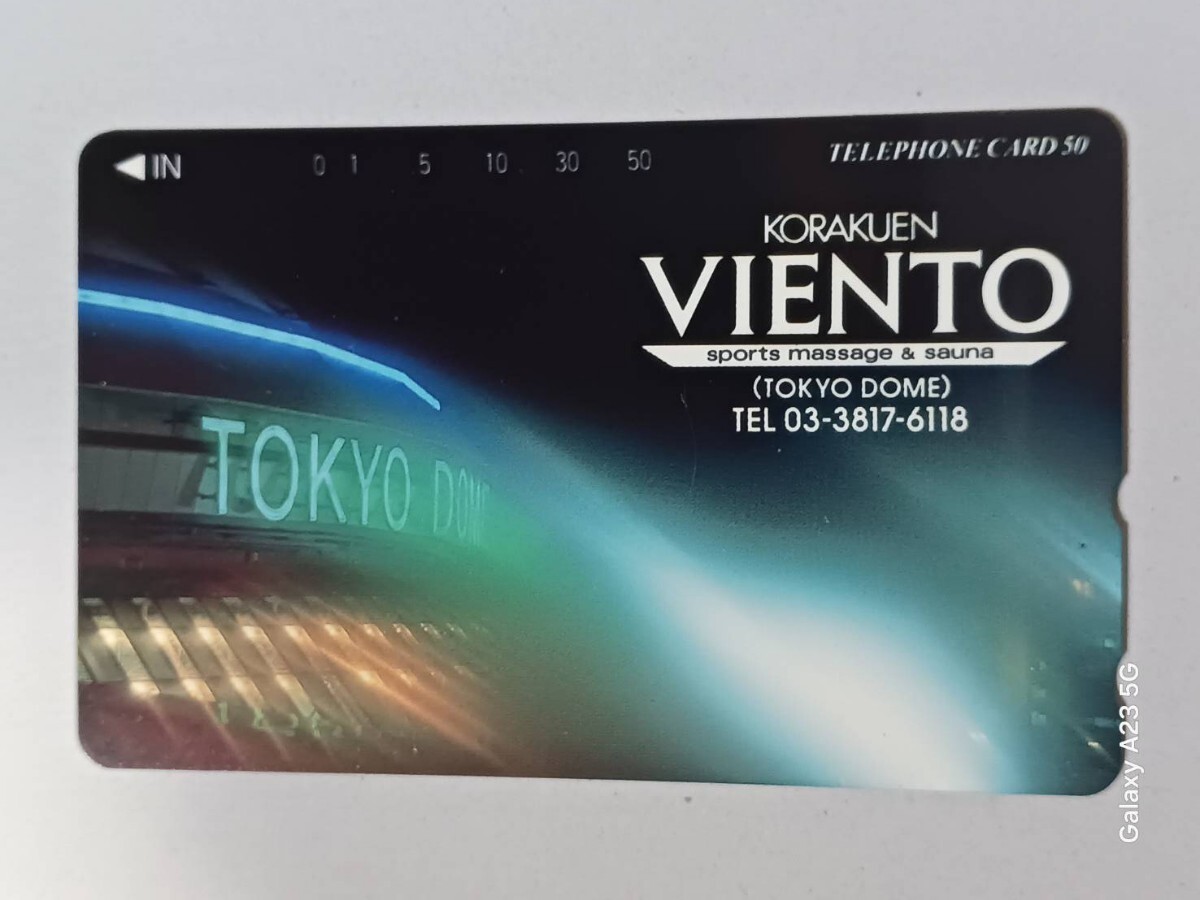 ◀IN 0 1 5 10 30 50 TELEPHONE CARD 50
KORAKUEN
VIENTO
sports massage & sauna
(TOKYO DOME)
TEL 03-3817-6118
TOKYO DOM
Galaxy A23 5G